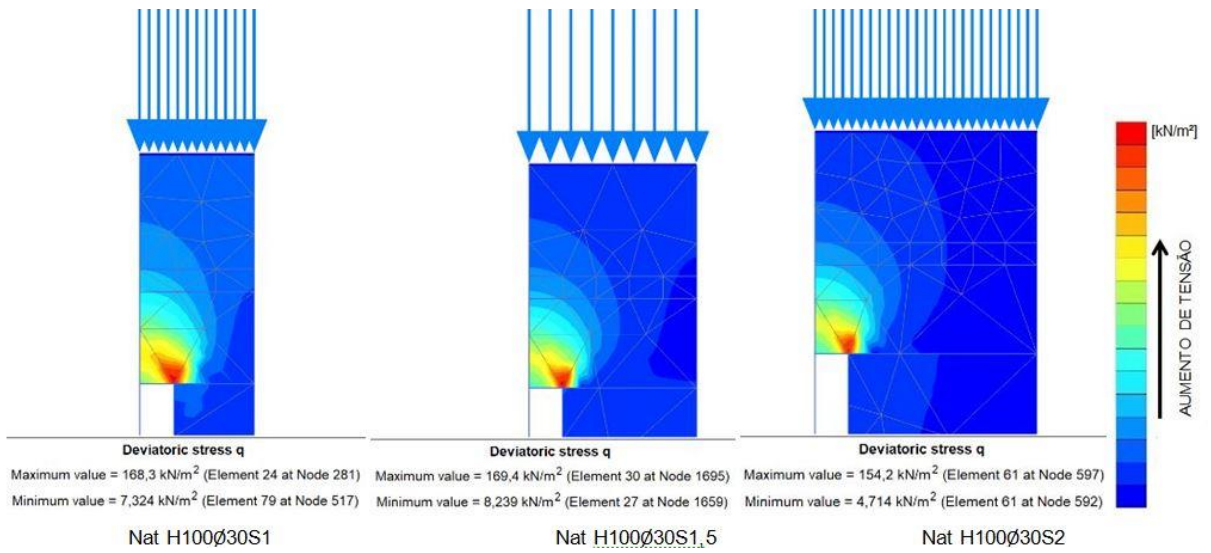 [kN/m²]
AUMENTO DE TENSÃO
Deviatoric stress q
Maximum value = 168,3 kN/m² (Element 24 at Node 281)
Minimum value = 7,324 kN/m² (Element 79 at Node 517)
Nat H100Ø30S1
Deviatoric stress q
Maximum value = 169,4 kN/m² (Element 30 at Node 1695)
Minimum value = 8,239 kN/m² (Element 27 at Node 1659)
Nat H100Ø30S1,5
Deviatoric stress q
Maximum value = 154,2 kN/m² (Element 61 at Node 597)
Minimum value = 4,714 kN/m² (Element 61 at Node 592)
Nat H100Ø30S2